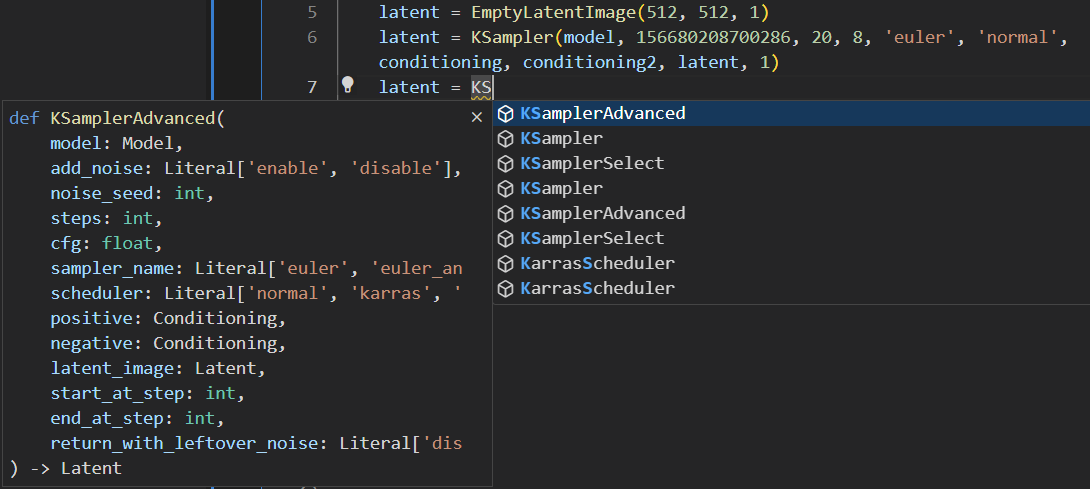 5 latent = EmptyLatentImage(512, 512, 1)
6 latent = KSampler(model, 156680208700286, 20, 8, 'euler', 'normal',
conditioning, conditioning2, latent, 1)
7 latent = KS
def KSamplerAdvanced(
model: Model,
add_noise: Literal['enable', 'disable'],
noise_seed: int,
steps: int,
cfg: float,
sampler_name: Literal['euler', 'euler_an
scheduler: Literal['normal', 'karras', '
positive: Conditioning,
negative: Conditioning,
latent_image: Latent,
start_at_step: int,
end_at_step: int,
return_with_leftover_noise: Literal['dis
) -> Latent
KSamplerAdvanced
KSampler
KSamplerSelect
KSampler
KSamplerAdvanced
KSamplerSelect
KarrasScheduler
KarrasScheduler